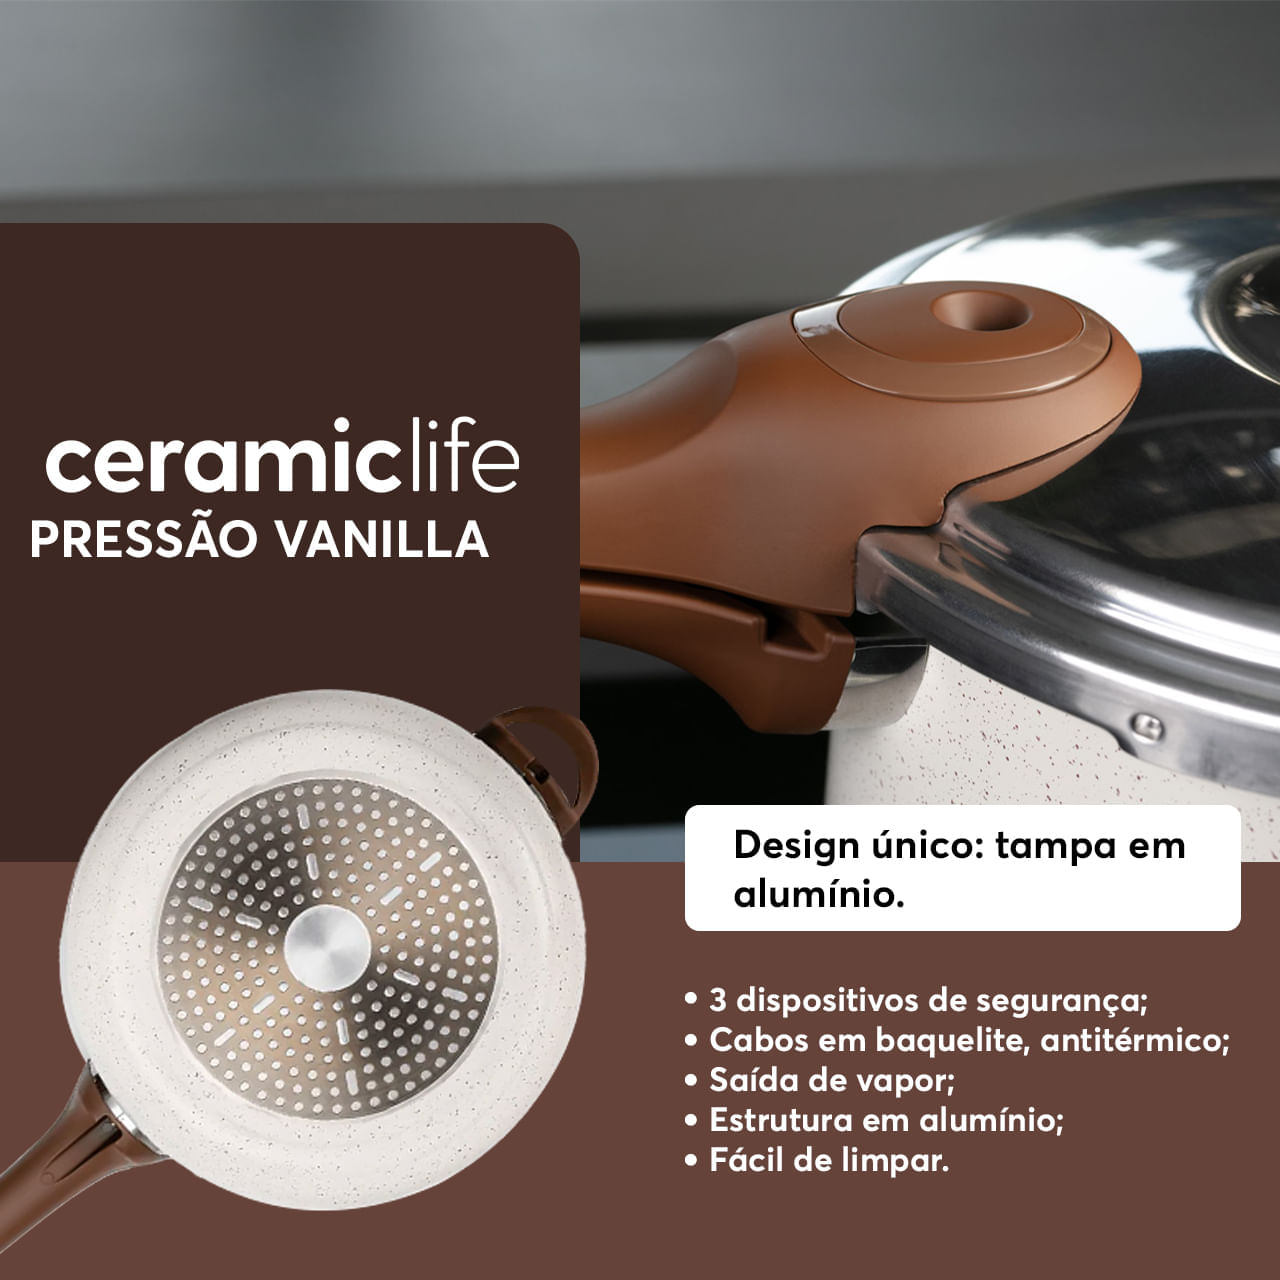 ceramiclife
PRESSÃO VANILLA
Design único: tampa em
alumínio.
• 3 dispositivos de segurança;
• Cabos em baquelite, antitérmico;
• Saída de vapor;
• Estrutura em alumínio;
• Fácil de limpar.